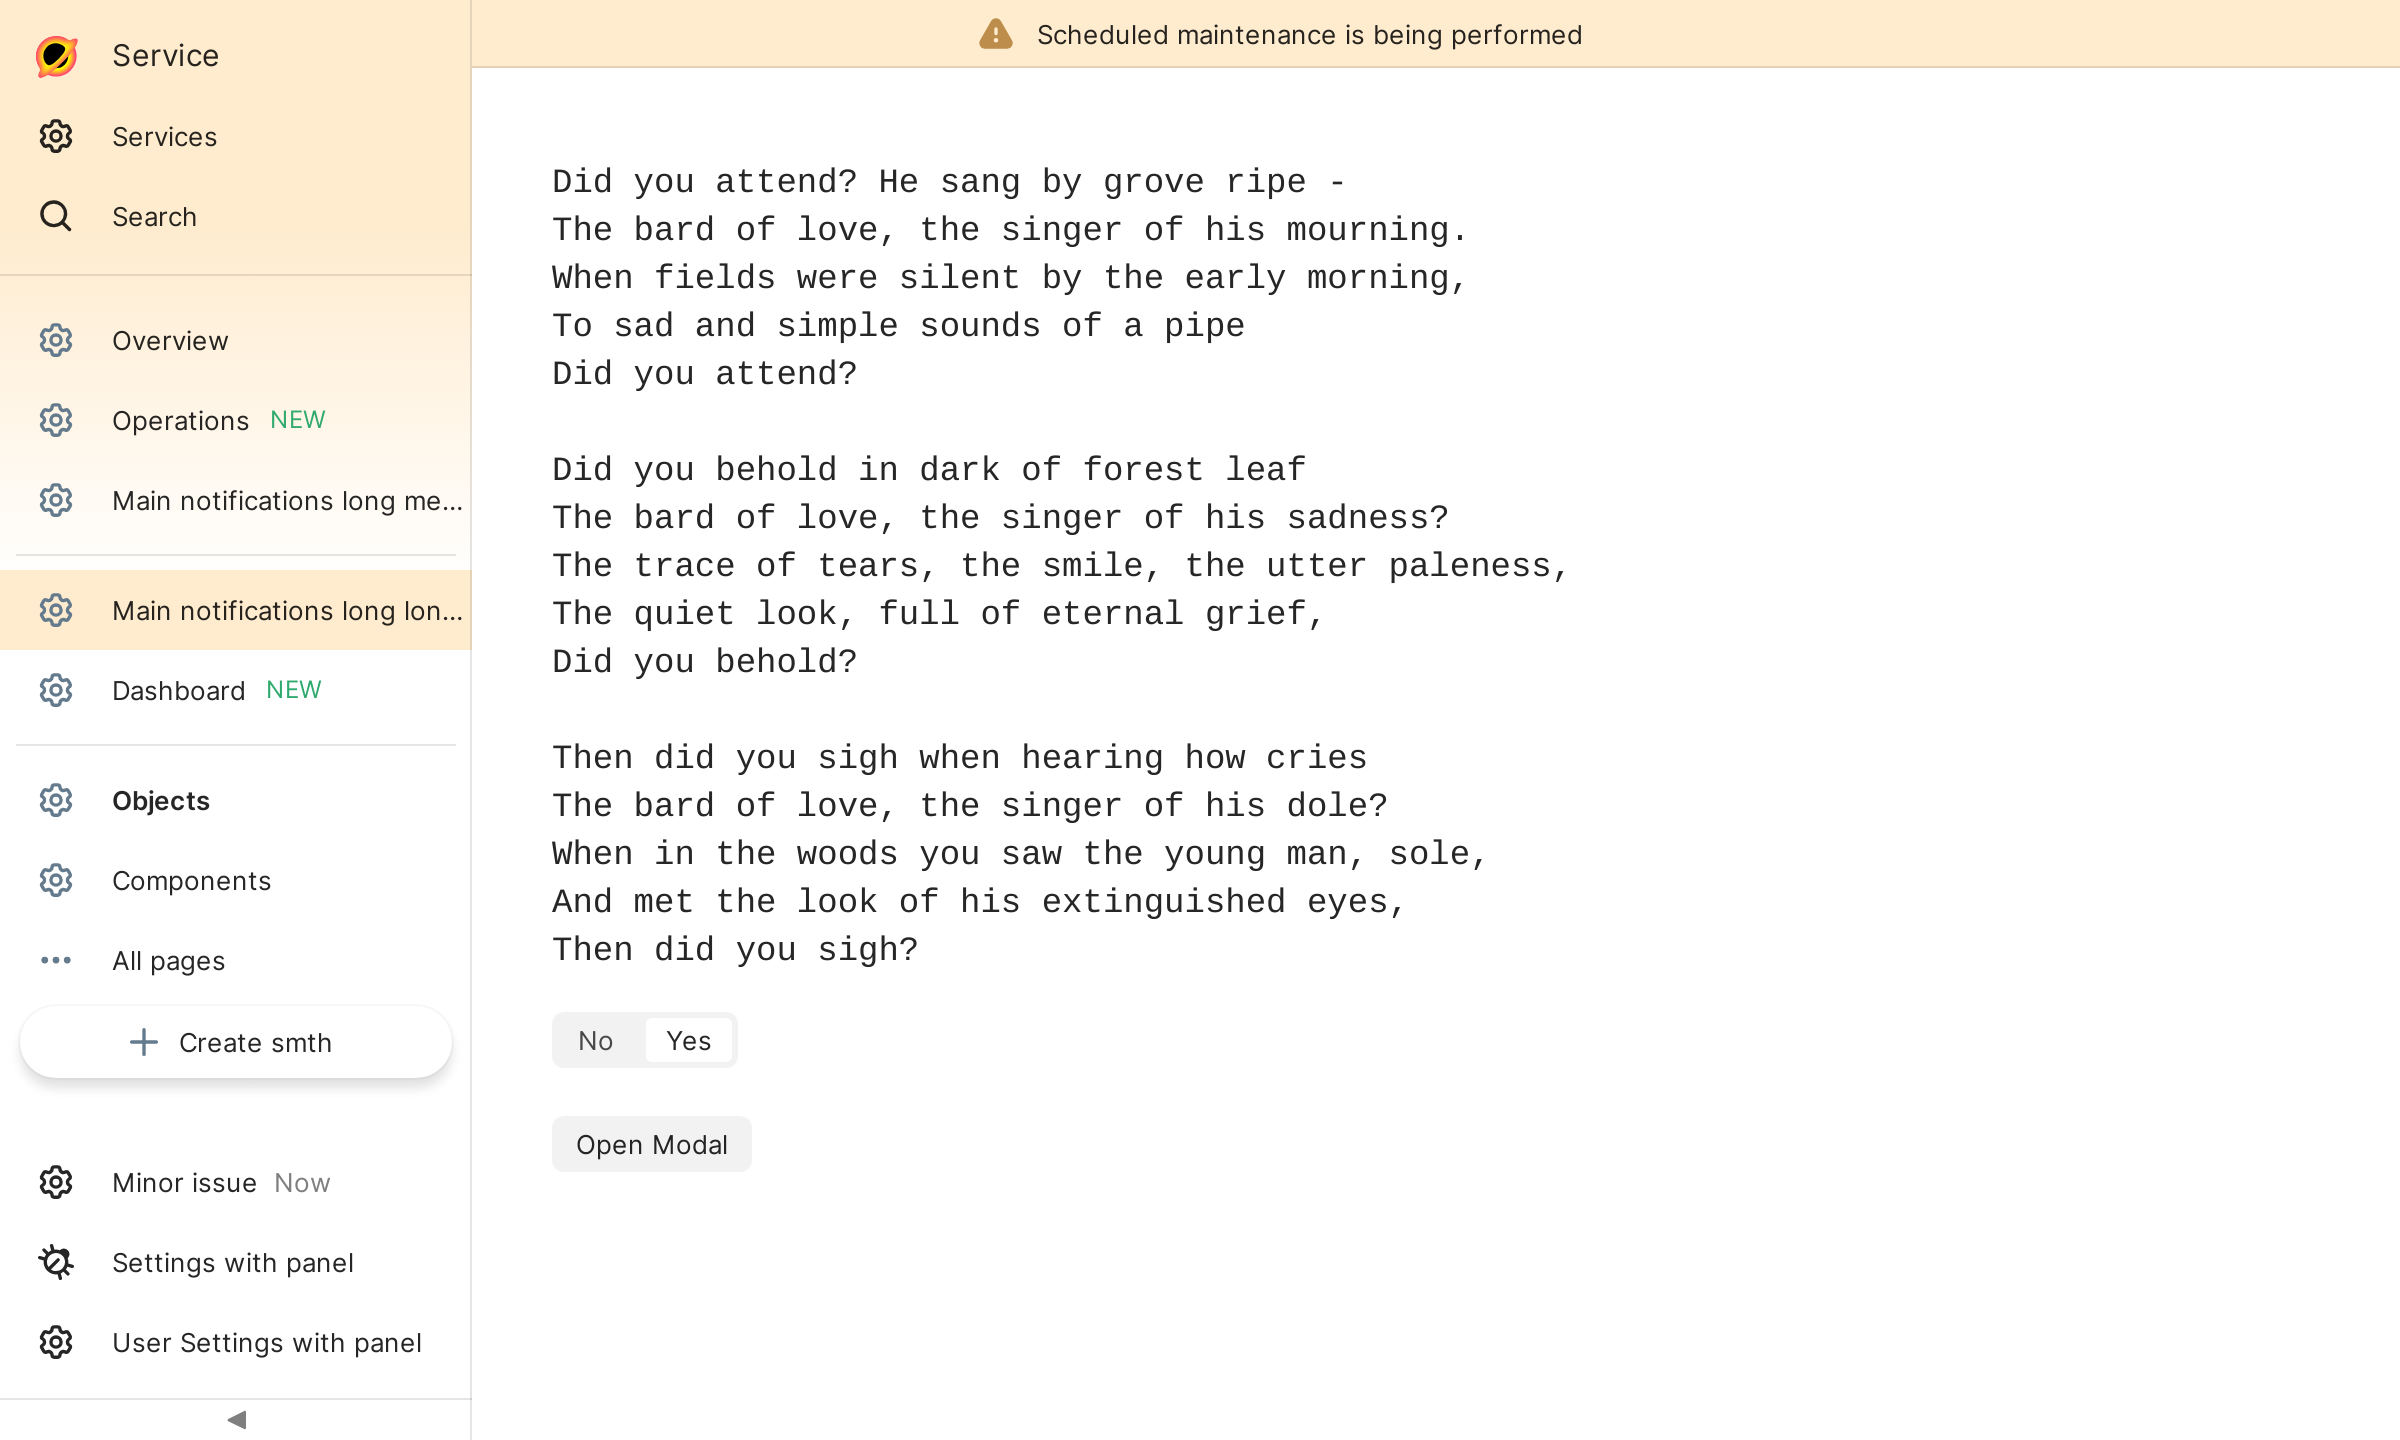 Service
Services
Search
Overview
Operations NEW
Main notifications long me...
Main notifications long lon...
Dashboard NEW
Objects
Components
All pages
Create smth
Minor issue Now
Settings with panel
User Settings with panel
Scheduled maintenance is being performed
Did you attend? He sang by grove ripe -
The bard of love, the singer of his mourning.
When fields were silent by the early morning,
To sad and simple sounds of a pipe
Did you attend?
Did you behold in dark of forest leaf
The bard of love, the singer of his sadness?
The trace of tears, the smile, the utter paleness,
The quiet look, full of eternal grief,
Did you behold?
Then did you sigh when hearing how cries
The bard of love, the singer of his dole?
When in the woods you saw the young man, sole,
And met the look of his extinguished eyes,
Then did you sigh?
No Yes
Open Modal